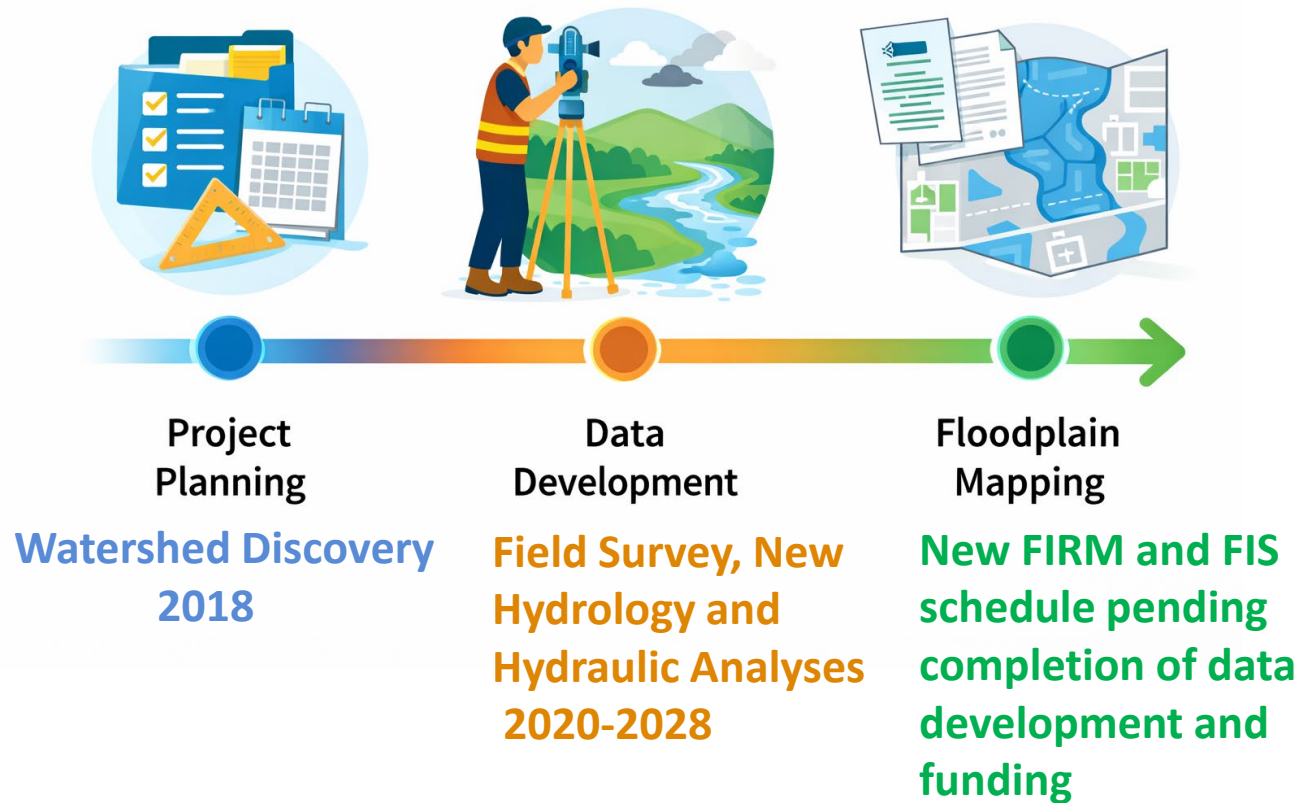 Project
Planning
Watershed Discovery
2018
Data
Development
Field Survey, New
Hydrology and
Hydraulic Analyses
2020-2028
Floodplain
Mapping
New FIRM and FIS
schedule pending
completion of data
development and
funding